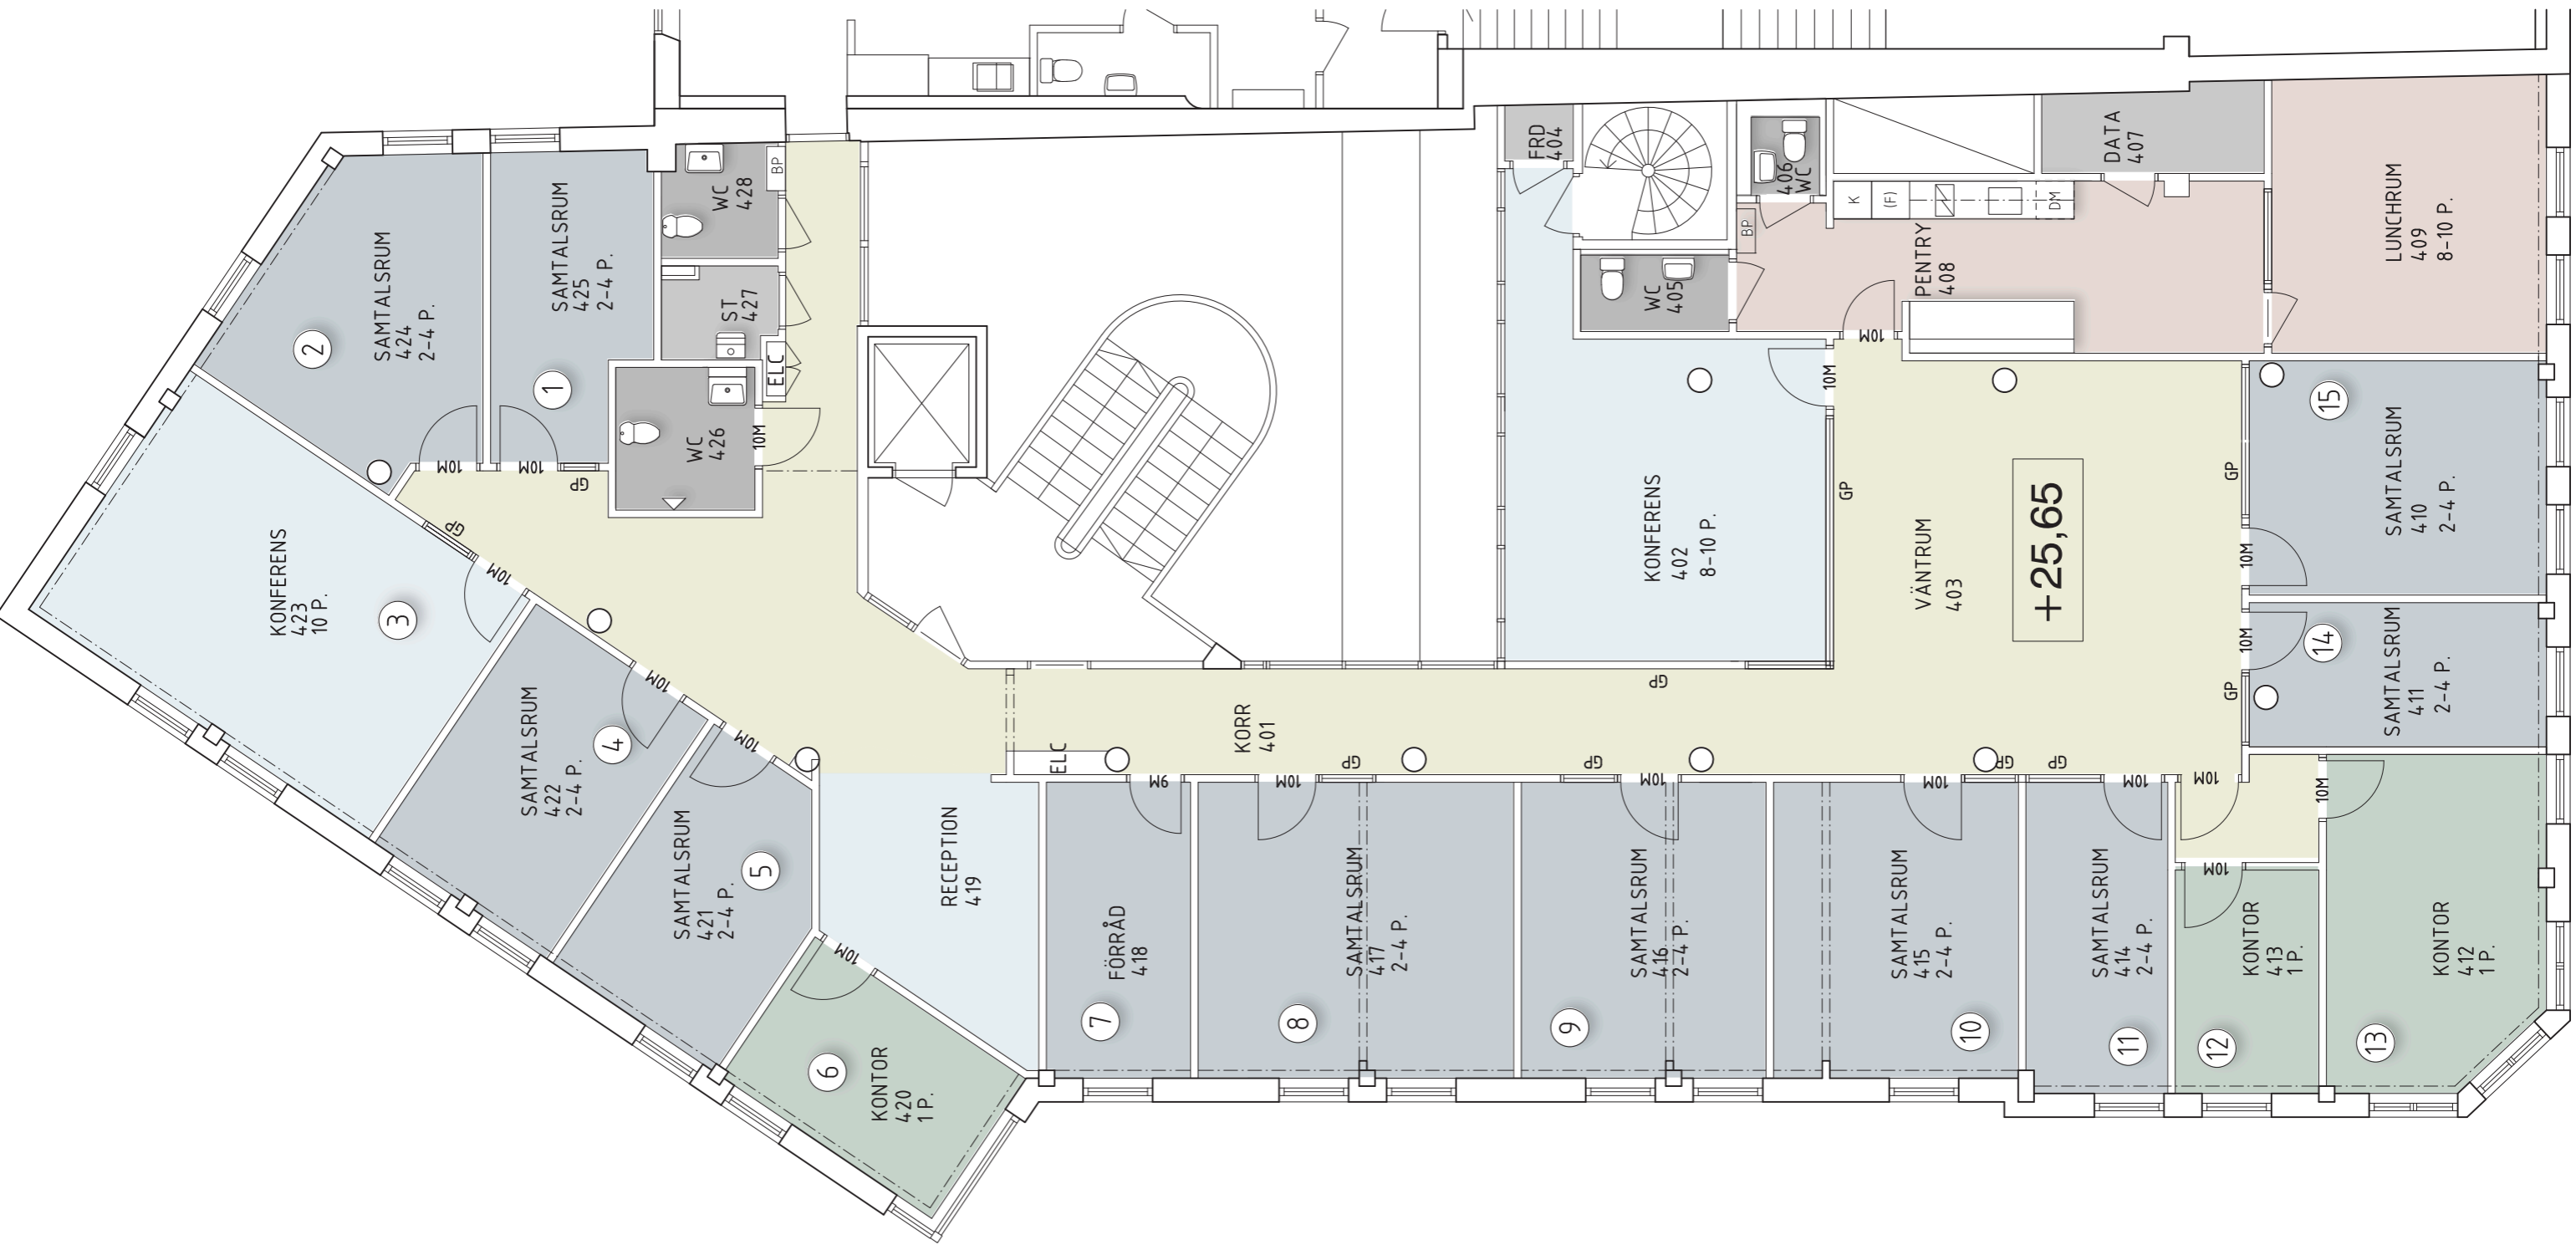 2
SAMTALSRUM
424
2-4 P.
1
SAMTALSRUM
425
2-4 P.
WC
428
BP
ST
427
ELC
WC
426
10M
10M
10M
GP
GP
10M
KONFERENS
423
10 P.
3
SAMTALSRUM
422
2-4 P.
4
10M
SAMTALSRUM
421
2-4 P.
5
10M
KONTOR
420
1 P.
6
10M
RECEPTION
419
ELC
KORR
401
FÖRRÅD
418
7
9M
SAMTALSRUM
417
2-4 P.
8
10M
GP
SAMTALSRUM
416
2-4 P.
9
GP
10M
SAMTALSRUM
415
2-4 P.
10
10M
GP
SAMTALSRUM
414
2-4 P.
11
GP
10M
KONTOR
413
1 P.
12
10M
10M
KONTOR
412
1 P.
13
10M
SAMTALSRUM
411
2-4 P.
14
10M
GP
SAMTALSRUM
410
2-4 P.
15
10M
GP
VÄNTRUM
403
+25,65
KONFERENS
402
8-10 P.
GP
GP
10M
10M
FRD
404
WC
405
406
WC
BP
K
(F)
DM
PENTRY
408
DATA
407
LUNCHRUM
409
8-10 P.